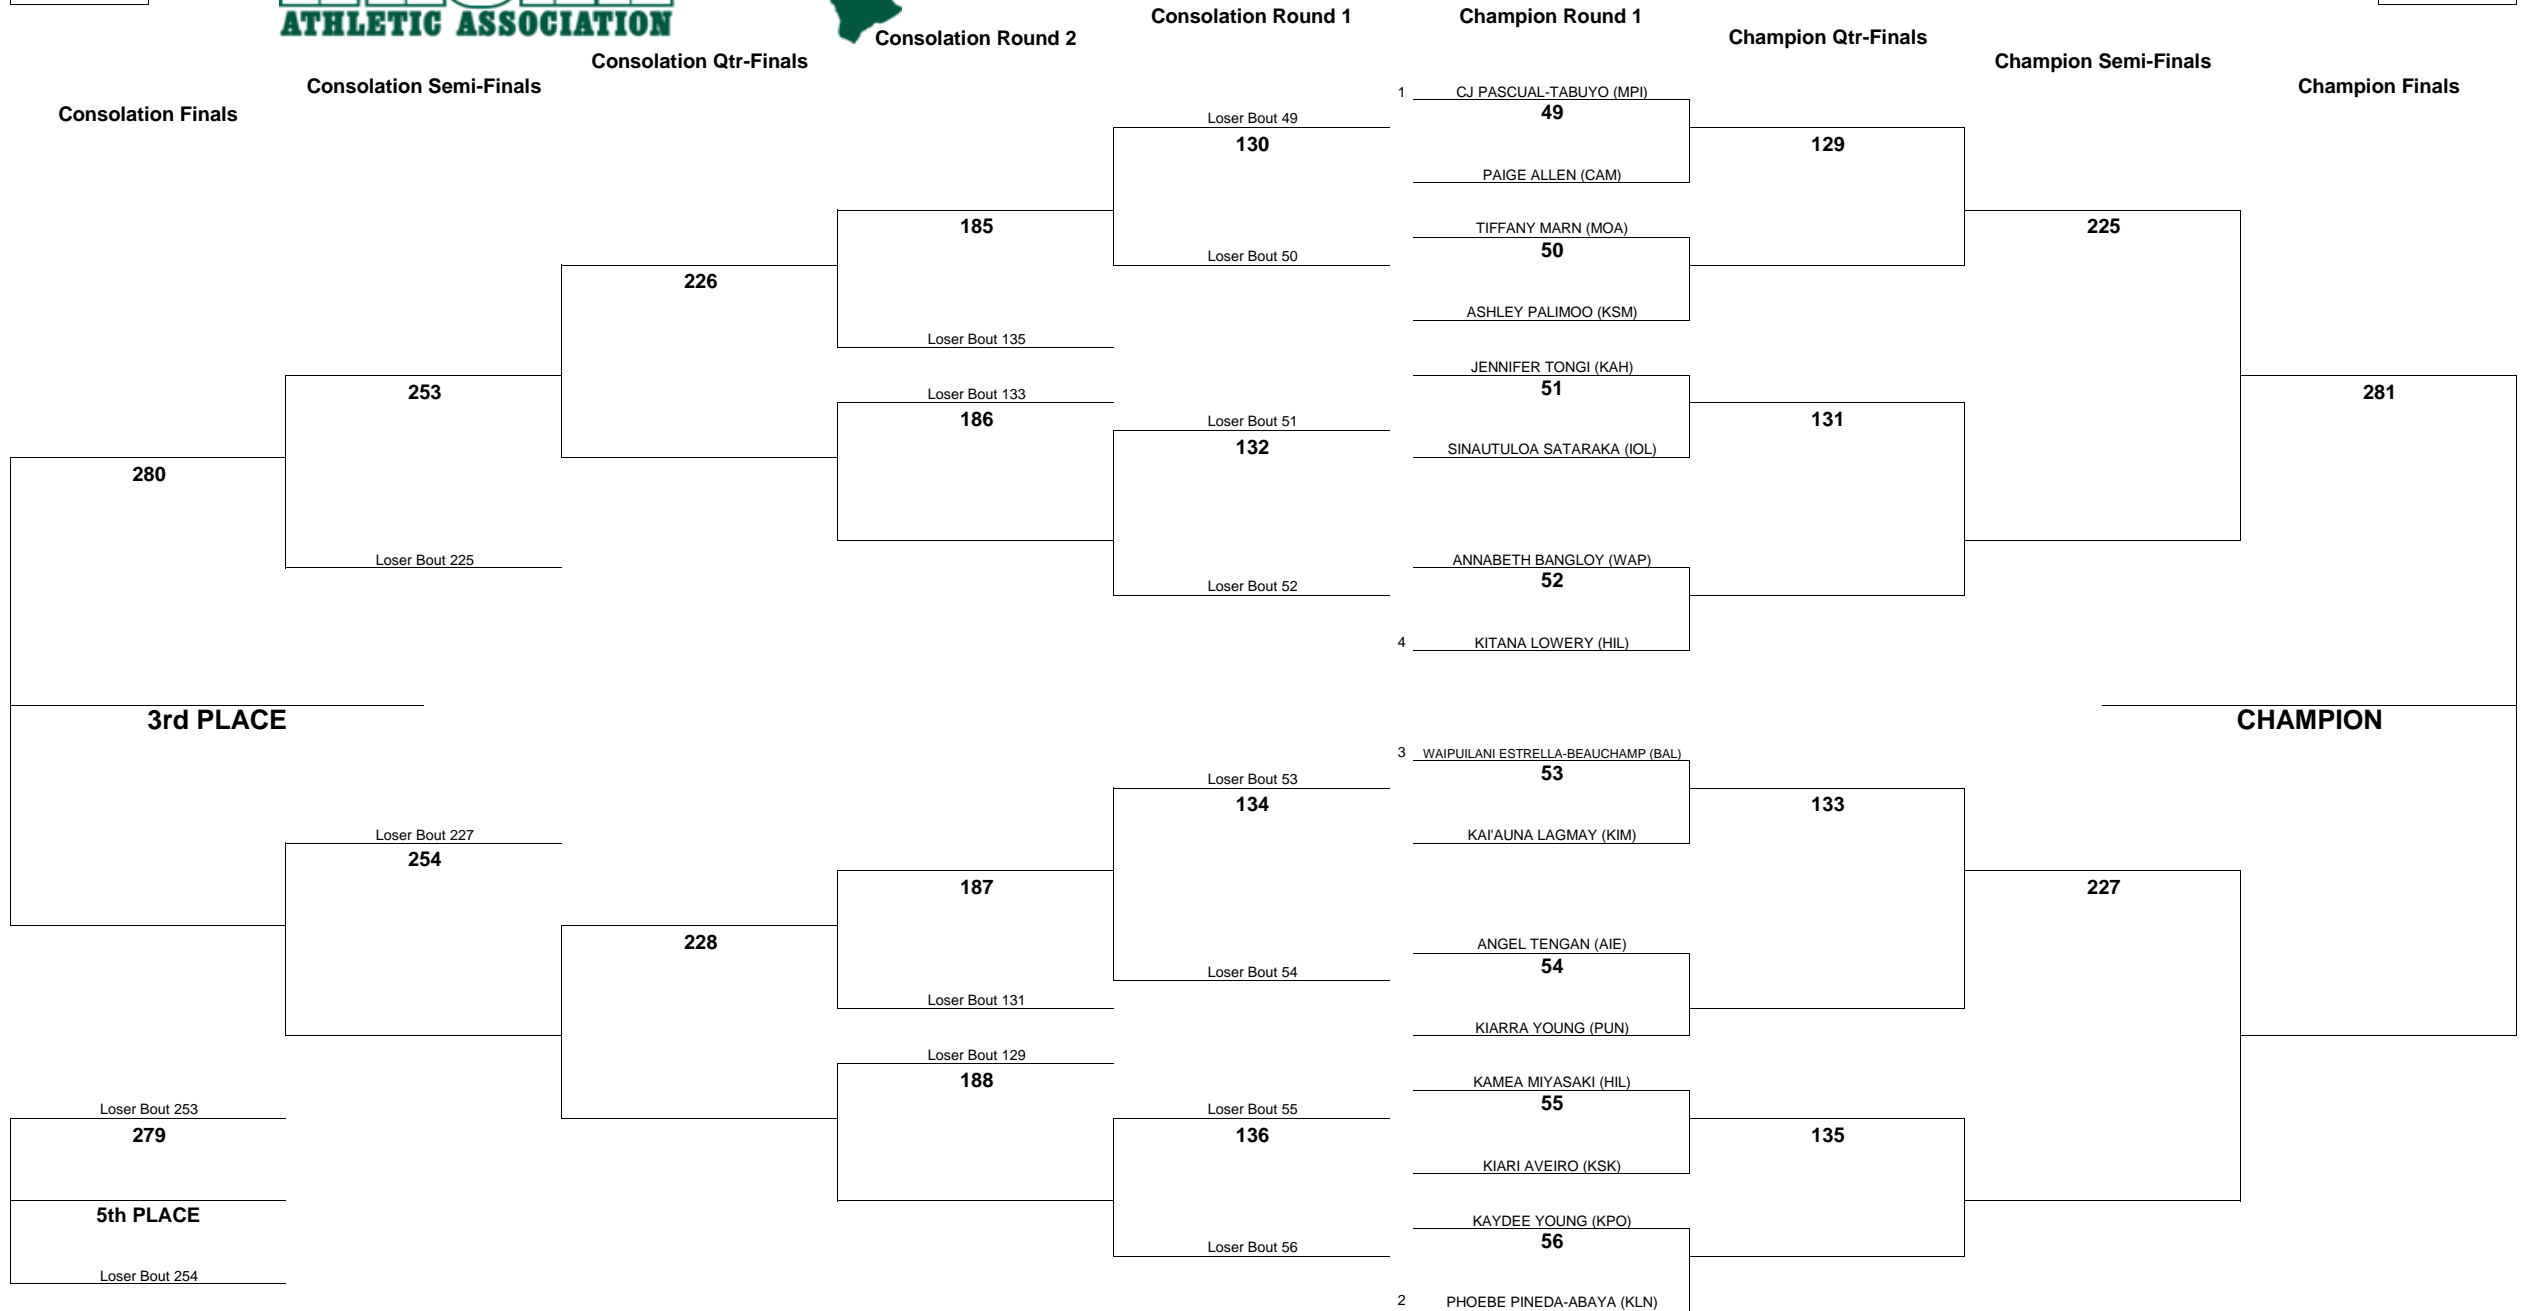 ATHLETIC ASSOCIATION
Consolation Round 1
Champion Round 1
Consolation Round 2
Champion Qtr-Finals
Consolation Qtr-Finals
Champion Semi-Finals
Consolation Semi-Finals
Champion Finals
Consolation Finals
1 CJ PASCUAL-TABUYO (MPI)
49
Loser Bout 49
130
129
PAIGE ALLEN (CAM)
185
TIFFANY MARN (MOA)
225
50
Loser Bout 50
226
ASHLEY PALIMOO (KSM)
Loser Bout 135
JENNIFER TONGI (KAH)
51
253
Loser Bout 133
281
186
Loser Bout 51
131
132
SINAUTULOA SATARAKA (IOL)
280
Loser Bout 225
ANNABETH BANGLOY (WAP)
52
Loser Bout 52
4 KITANA LOWERY (HIL)
3rd PLACE
CHAMPION
3 WAIPUILANI ESTRELLA-BEAUCHAMP (BAL)
53
Loser Bout 53
134
133
Loser Bout 227
KAI'AUNA LAGMAY (KIM)
254
187
227
228
ANGEL TENGAN (AIE)
54
Loser Bout 54
Loser Bout 131
KIARRA YOUNG (PUN)
Loser Bout 129
188
KAMEA MIYASAKI (HIL)
55
Loser Bout 253
Loser Bout 55
279
136
135
KIARI AVEIRO (KSK)
5th PLACE
KAYDEE YOUNG (KPO)
56
Loser Bout 56
Loser Bout 254
2 PHOEBE PINEDA-ABAYA (KLN)